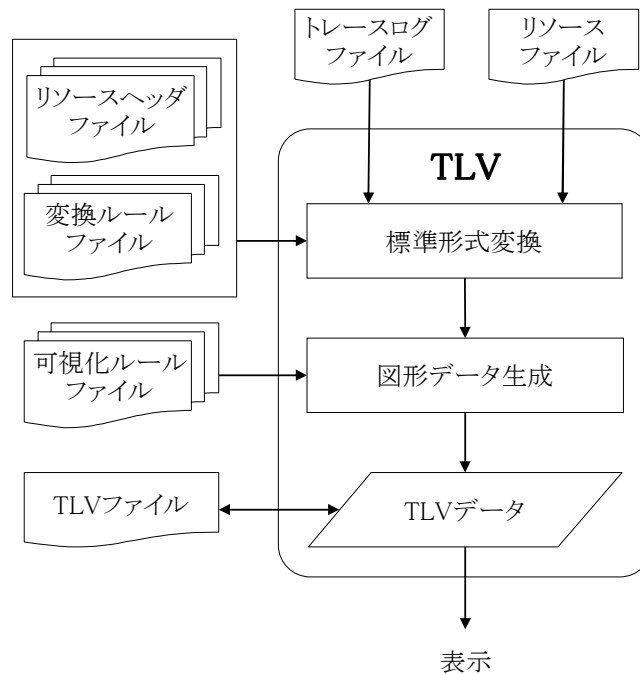 トレースログ
ファイル
リソース
ファイル
リソースヘッダ
ファイル
TLV
変換ルール
ファイル
標準形式変換
可視化ルール
ファイル
図形データ生成
TLVファイル
TLVデータ
表示